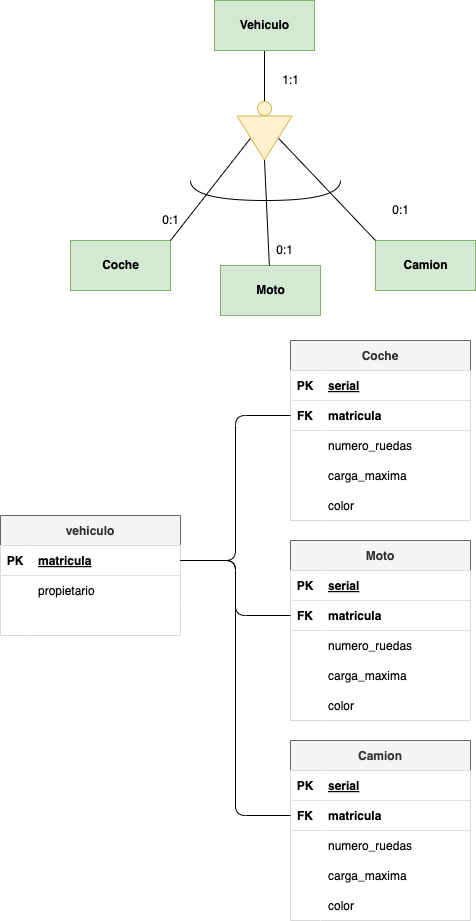 Vehiculo
1:1
0:1
0:1
0:1
Coche
Moto
Camion
Coche
PK serial
FK matricula
numero_ruedas
carga_maxima
color
vehiculo
PK matricula
propietario
Moto
PK serial
FK matricula
numero_ruedas
carga_maxima
color
Camion
PK serial
FK matricula
numero_ruedas
carga_maxima
color